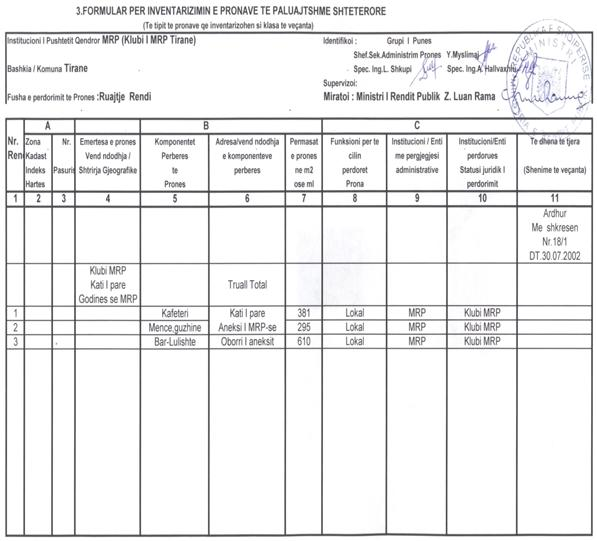 3.FORMULAR PER INVENTARIZIMIN E PRONAVE TE PALUAJTSHME SHTETERORE
(Te tipit te pronave qe inventarizohen si klasa te veçanta)
Institucioni I Pushtetit Qendror MRP (Klubi I MRP Tirane)
Identifikoi : Grupi I Punes
Shef.Sek.Administrim Prones Y.Myslimaj
Bashkia / Komuna Tirane
Spec. Ing.L. Shkupi Spec. Ing.A. Hallvaxhiu
Supervizoi:
Fusha e perdorimit te Prones :Ruajtje Rendi
Miratoi : Ministri I Rendit Publik Z. Luan Rama
A B C
Nr. Ren
Zona Kadast Indeks Hartes
Nr. Pasuris
Emertesa e prones Vend ndodhja / Shtrirja Gjeografike
Komponentet Perberes te Prones
Adresa/vend ndodhja e komponenteve perberes
Permasat e prones ne m2 ose ml
Funksioni per te cilin perdoret Prona
Institucioni / Enti me pergjegjesi administrative
Institucioni/Enti perdorues Statusi juridik I perdorimit
Te dhena te tjera (Shenime te veçanta)
1 2 3 4 5 6 7 8 9 10 11
Ardhur
Me shkresen
Nr.18/1
DT.30.07.2002
Klubi MRP
Kati I pare Truall Total
Godines se MRP
1 Kafeteri Kati I pare 381 Lokal MRP Klubi MRP
2 Mence,guzhine Aneksi I MRP-se 295 Lokal MRP Klubi MRP
3 Bar-Lulishte Oborri I aneksit 610 Lokal MRP Klubi MRP